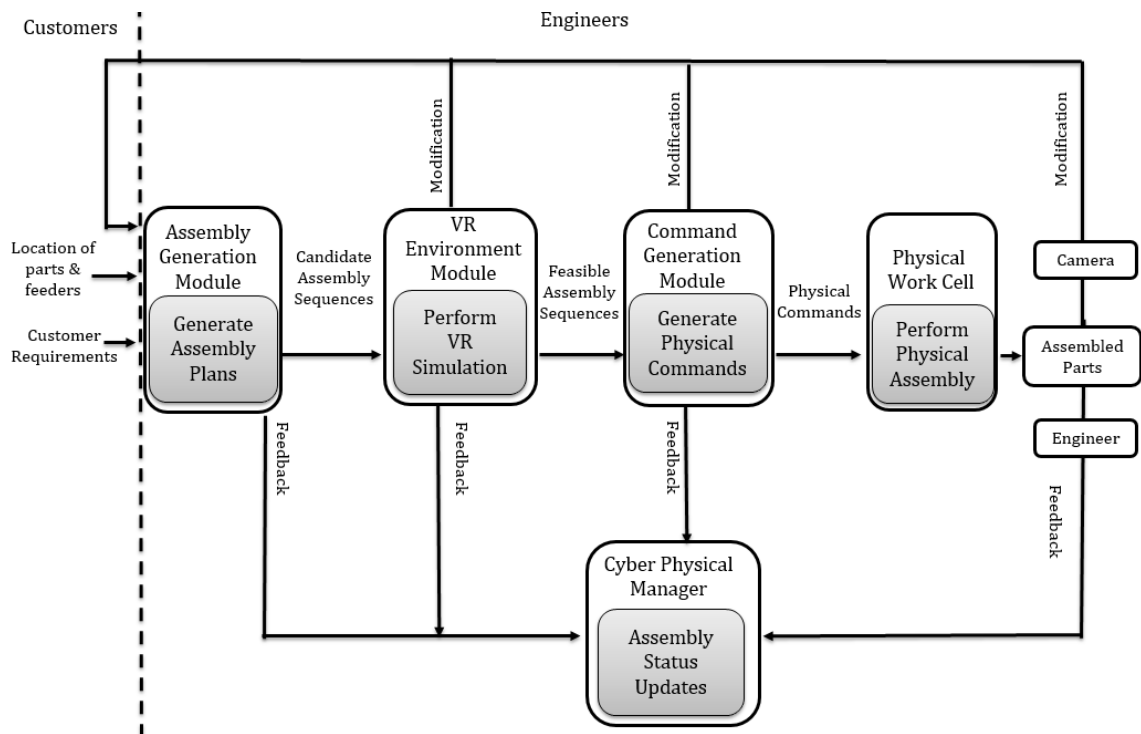 Customers
Engineers
Modification
Modification
Modification
Location of
parts &
feeders
Customer
Requirements
Assembly
Generation
Module
Generate
Assembly
Plans
Candidate
Assembly
Sequences
VR
Environment
Module
Perform
VR
Simulation
Feasible
Assembly
Sequences
Command
Generation
Module
Generate
Physical
Commands
Physical
Commands
Physical
Work Cell
Perform
Physical
Assembly
Camera
Assembled
Parts
Engineer
Feedback
Feedback
Feedback
Feedback
Cyber Physical
Manager
Assembly
Status
Updates